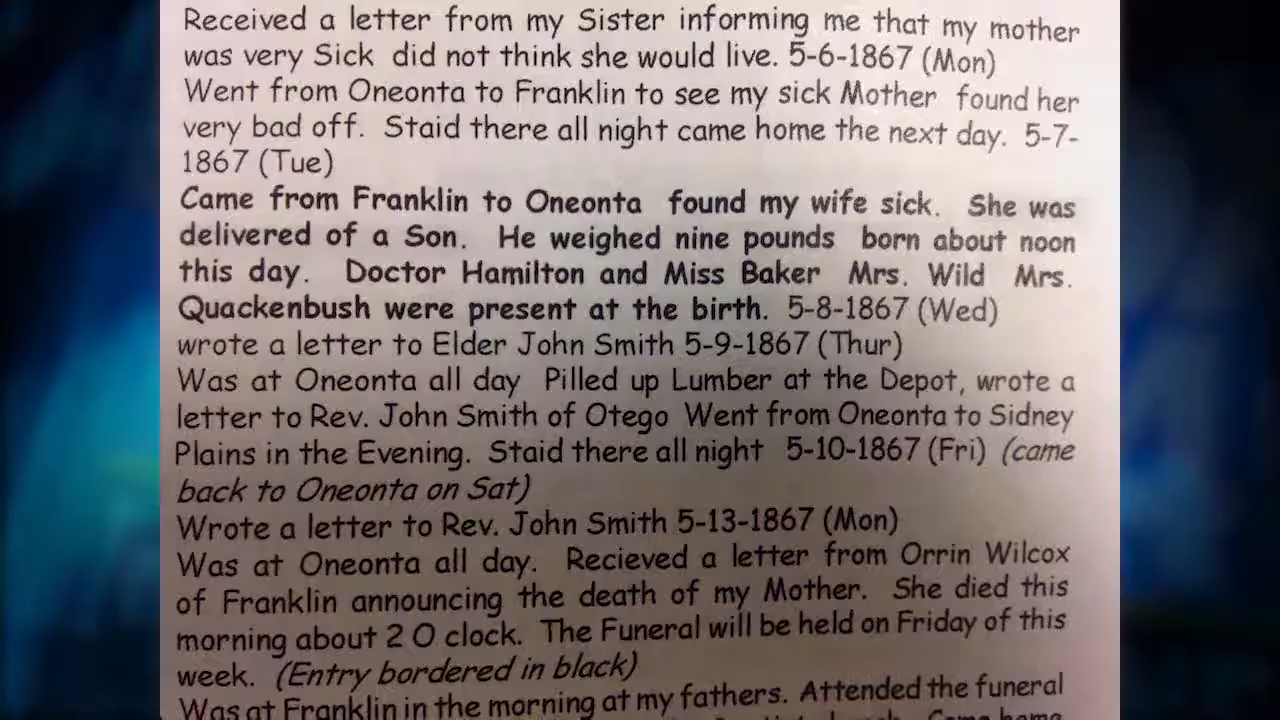 Received a letter from my Sister informing me that my mother
was very Sick did not think she would live. 5-6-1867 (Mon)
Went from Oneonta to Franklin to see my sick Mother found her
very bad off. Staid there all night came home the next day. 5-7-
1867 (Tue)
Came from Franklin to Oneonta found my wife sick. She was
delivered of a Son. He weighed nine pounds born about noon
this day. Doctor Hamilton and Miss Baker Mrs. Wild Mrs.
Quackenbush were present at the birth. 5-8-1867 (Wed)
wrote a letter to Elder John Smith 5-9-1867 (Thur)
Was at Oneonta all day Pilled up Lumber at the Depot, wrote a
letter to Rev. John Smith of Otego Went from Oneonta to Sidney
Plains in the Evening. Staid there all night 5-10-1867 (Fri) (came
back to Oneonta on Sat)
Wrote a letter to Rev. John Smith 5-13-1867 (Mon)
Was at Oneonta all day. Recieved a letter from Orrin Wilcox
of Franklin announcing the death of my Mother. She died this
morning about 2 O clock. The Funeral will be held on Friday of this
week. (Entry bordered in black)
Was at Franklin in the morning at my fathers. Attended the funeral
Came home